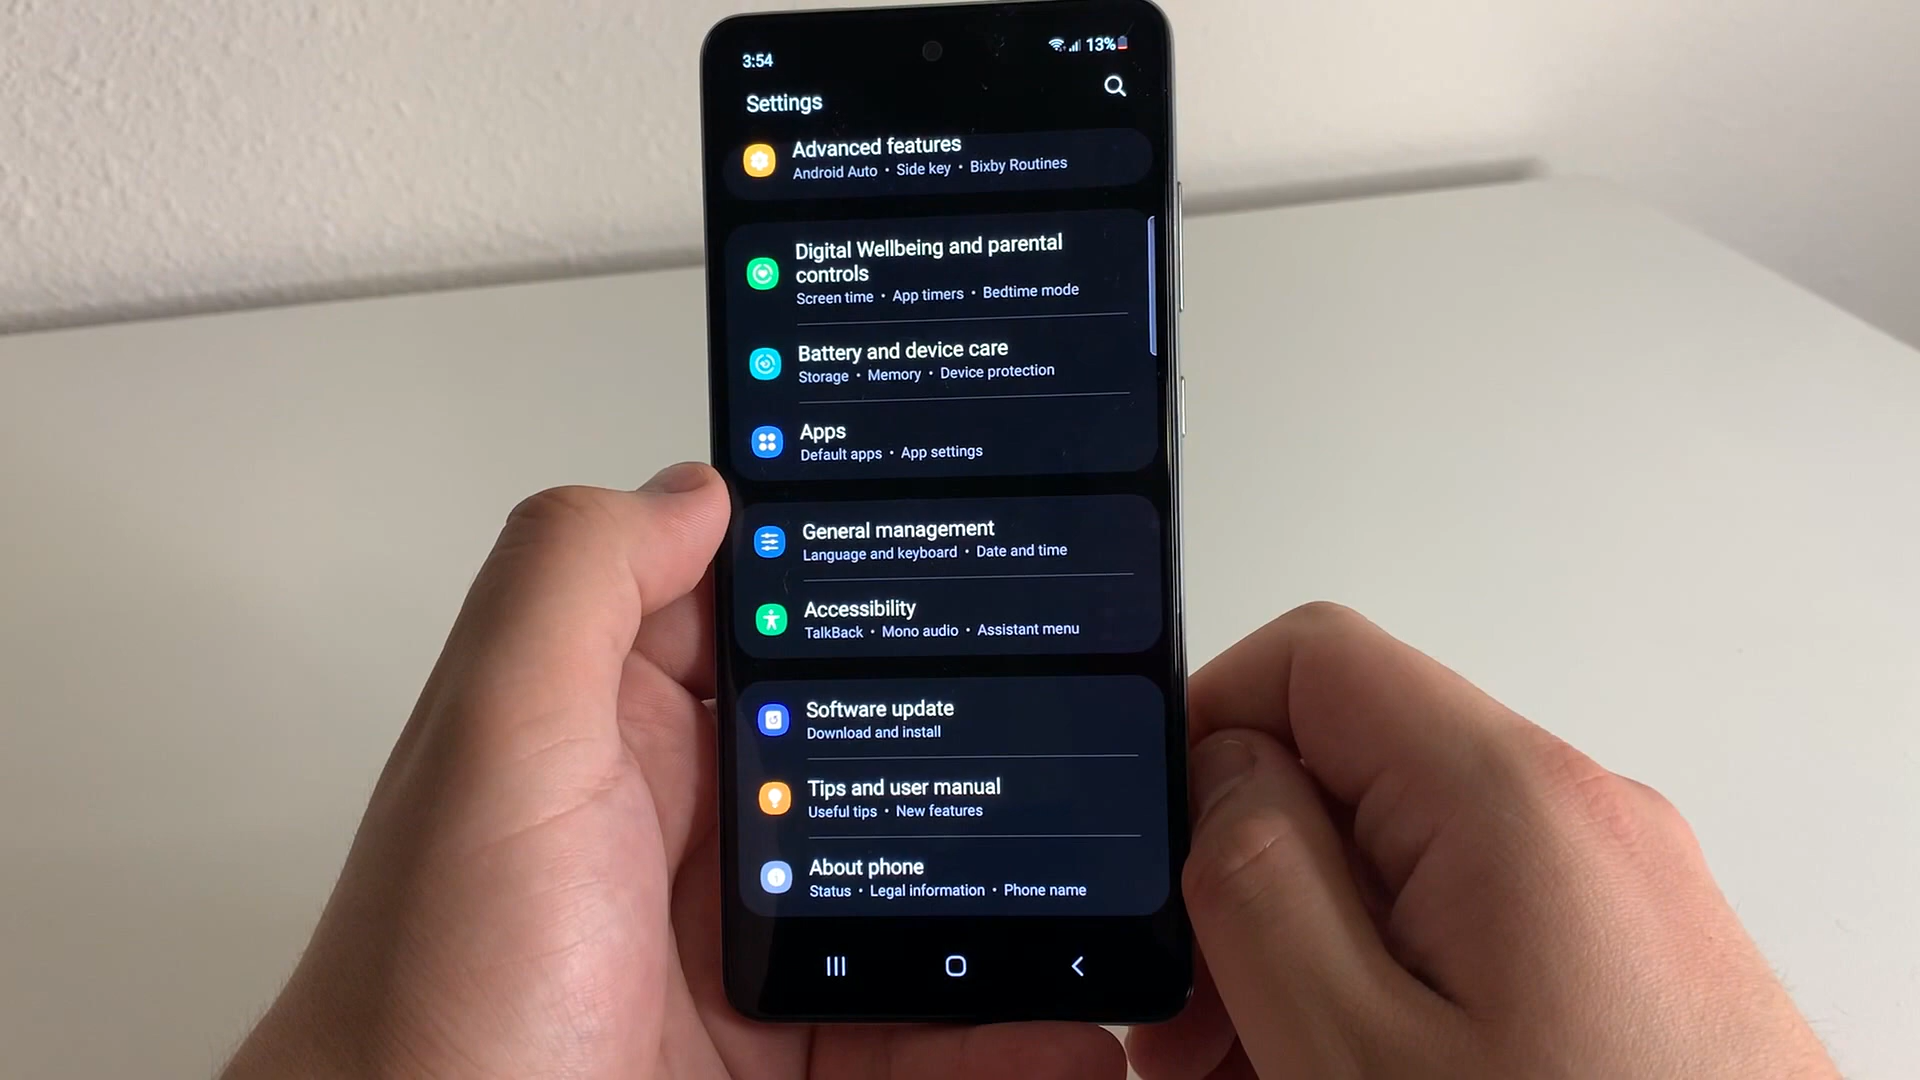 3:54
13%
Settings
Advanced features
Android Auto • Side key • Bixby Routines
Digital Wellbeing and parental
controls
Screen time • App timers • Bedtime mode
Battery and device care
Storage • Memory • Device protection
Apps
Default apps • App settings
General management
Language and keyboard • Date and time
Accessibility
TalkBack • Mono audio • Assistant menu
Software update
Download and install
Tips and user manual
Useful tips • New features
About phone
Status • Legal information • Phone name